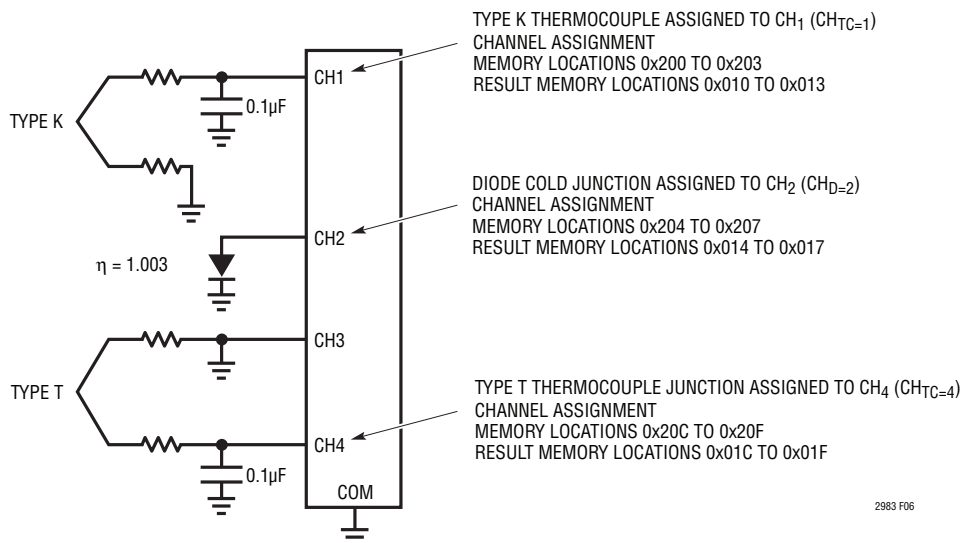 TYPE K THERMOCOUPLE ASSIGNED TO CH1 (CHTC=1)
CHANNEL ASSIGNMENT
MEMORY LOCATIONS 0x200 TO 0x203
RESULT MEMORY LOCATIONS 0x010 TO 0x013
CH1
0.1µF
TYPE K
DIODE COLD JUNCTION ASSIGNED TO CH2 (CHD=2)
CHANNEL ASSIGNMENT
MEMORY LOCATIONS 0x204 TO 0x207
RESULT MEMORY LOCATIONS 0x014 TO 0x017
CH2
η = 1.003
CH3
TYPE T
TYPE T THERMOCOUPLE JUNCTION ASSIGNED TO CH4 (CHTC=4)
CHANNEL ASSIGNMENT
MEMORY LOCATIONS 0x20C TO 0x20F
RESULT MEMORY LOCATIONS 0x01C TO 0x01F
CH4
0.1µF
COM
2983 F06